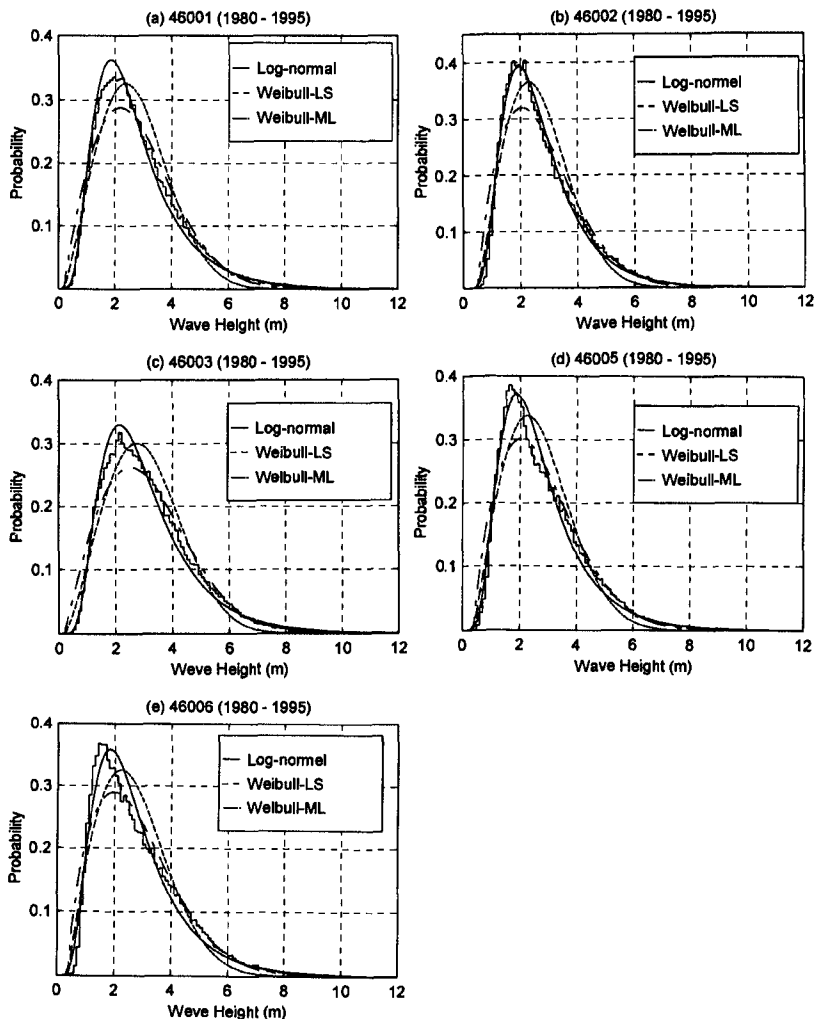 (a) 46001 (1980 - 1995)
0.4
0.3
0.2
0.1
Probability
Log-normal
Weibull-LS
Weibull-ML
0 2 4 6 8 10 12
Wave Height (m)
(b) 46002 (1980 - 1995)
0.4
0.3
0.2
0.1
Probability
Log-normel
Welbull-LS
Welbull-ML
0 2 4 6 8 10 12
Wave Height (m)
(c) 46003 (1980 - 1995)
0.4
0.3
0.2
0.1
Probability
Log-normal
Weibull-LS
Welbull-ML
0 2 4 6 8 10 12
Weve Height (m)
(d) 46005 (1980 - 1995)
0.4
0.3
0.2
0.1
Probability
Log-normal
Weibull-LS
Weibull-ML
0 2 4 6 8 10 12
Wave Height (m)
(e) 46006 (1980 - 1995)
0.4
0.3
0.2
0.1
Probability
Log-normel
Weibull-LS
Welbull-ML
0 2 4 6 8 10 12
Weve Height (m)